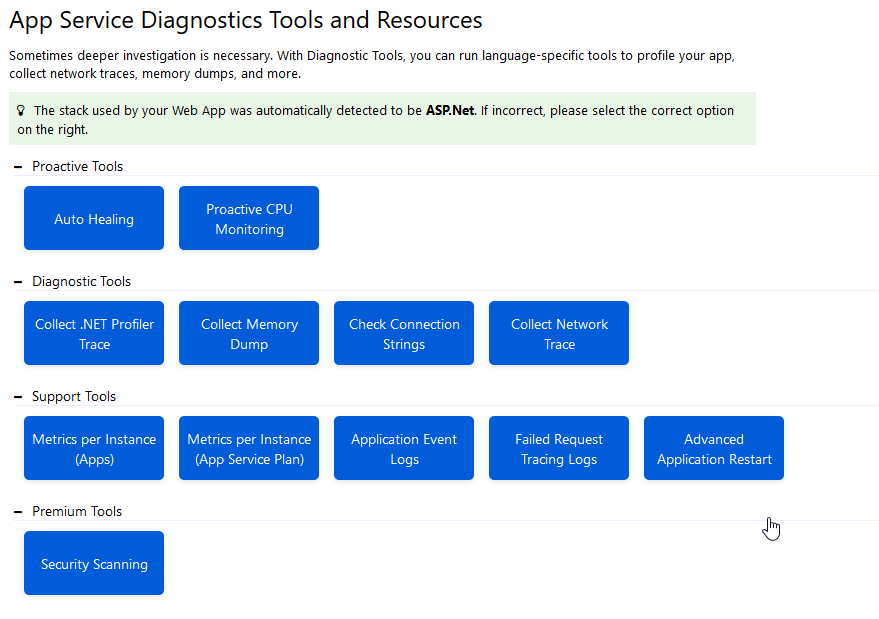 App Service Diagnostics Tools and Resources
Sometimes deeper investigation is necessary. With Diagnostic Tools, you can run language-specific tools to profile your app,
collect network traces, memory dumps, and more.
The stack used by your Web App was automatically detected to be ASP.Net. If incorrect, please select the correct option
on the right.
Proactive Tools
Auto Healing
Proactive CPU
Monitoring
Diagnostic Tools
Collect .NET Profiler
Trace
Collect Memory
Dump
Check Connection
Strings
Collect Network
Trace
Support Tools
Metrics per Instance
(Apps)
Metrics per Instance
(App Service Plan)
Application Event
Logs
Failed Request
Tracing Logs
Advanced
Application Restart
Premium Tools
Security Scanning